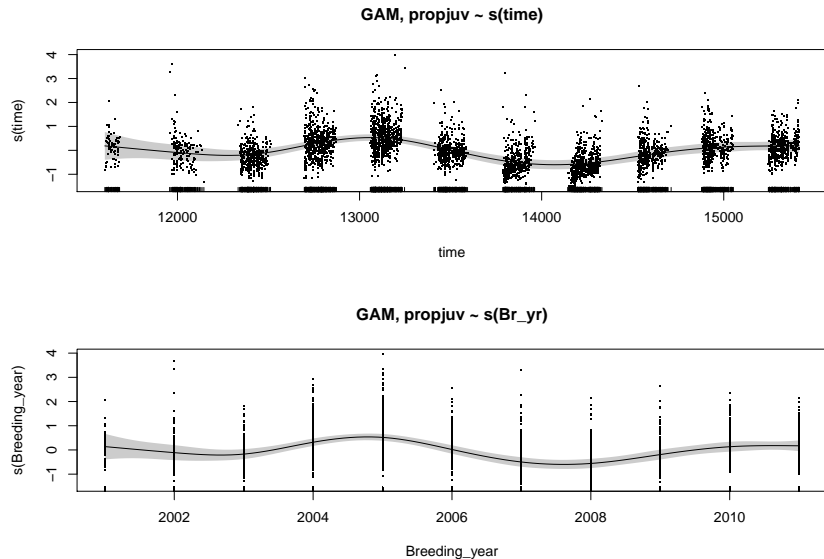 GAM, propjuv ~ s(time)
s(time)
4
3
2
1
−1
12000 13000 14000 15000
time
GAM, propjuv ~ s(Br_yr)
s(Breeding_year)
4
3
2
1
0
−1
2002 2004 2006 2008 2010
Breeding_year